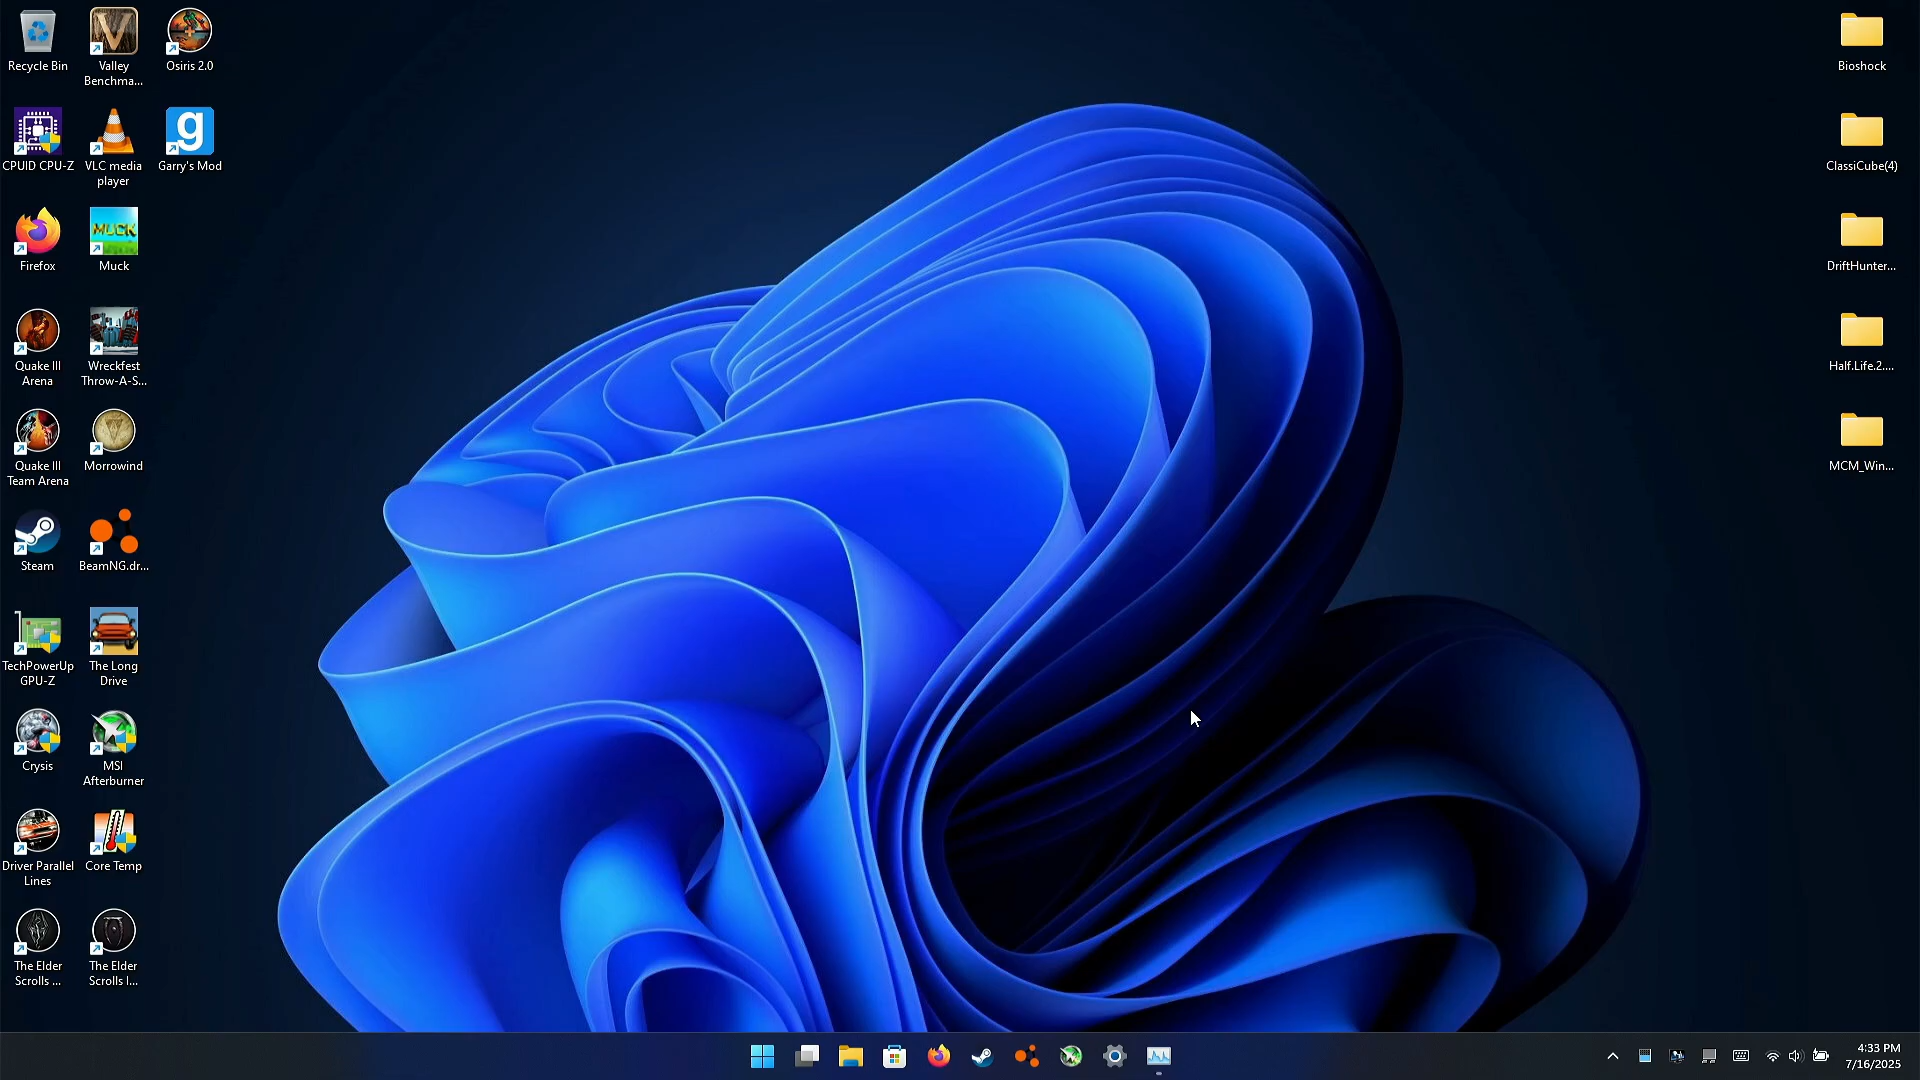 Recycle Bin
Valley
Benchma...
Osiris 2.0
CPUID CPU-Z
VLC media
player
g
Garry's Mod
Firefox
MUCK
Muck
Quake III
Arena
Wreckfest
Throw-A-S...
Quake III
Team Arena
Morrowind
Steam
BeamNG.dr...
TechPowerUp
GPU-Z
The Long
Drive
Crysis
MSI
Afterburner
Driver Parallel
Lines
Core Temp
The Elder
Scrolls ...
The Elder
Scrolls I...
Bioshock
ClassiCube(4)
DriftHunter...
Half.Life.2....
MCM_Win...
4:33 PM
7/16/2025